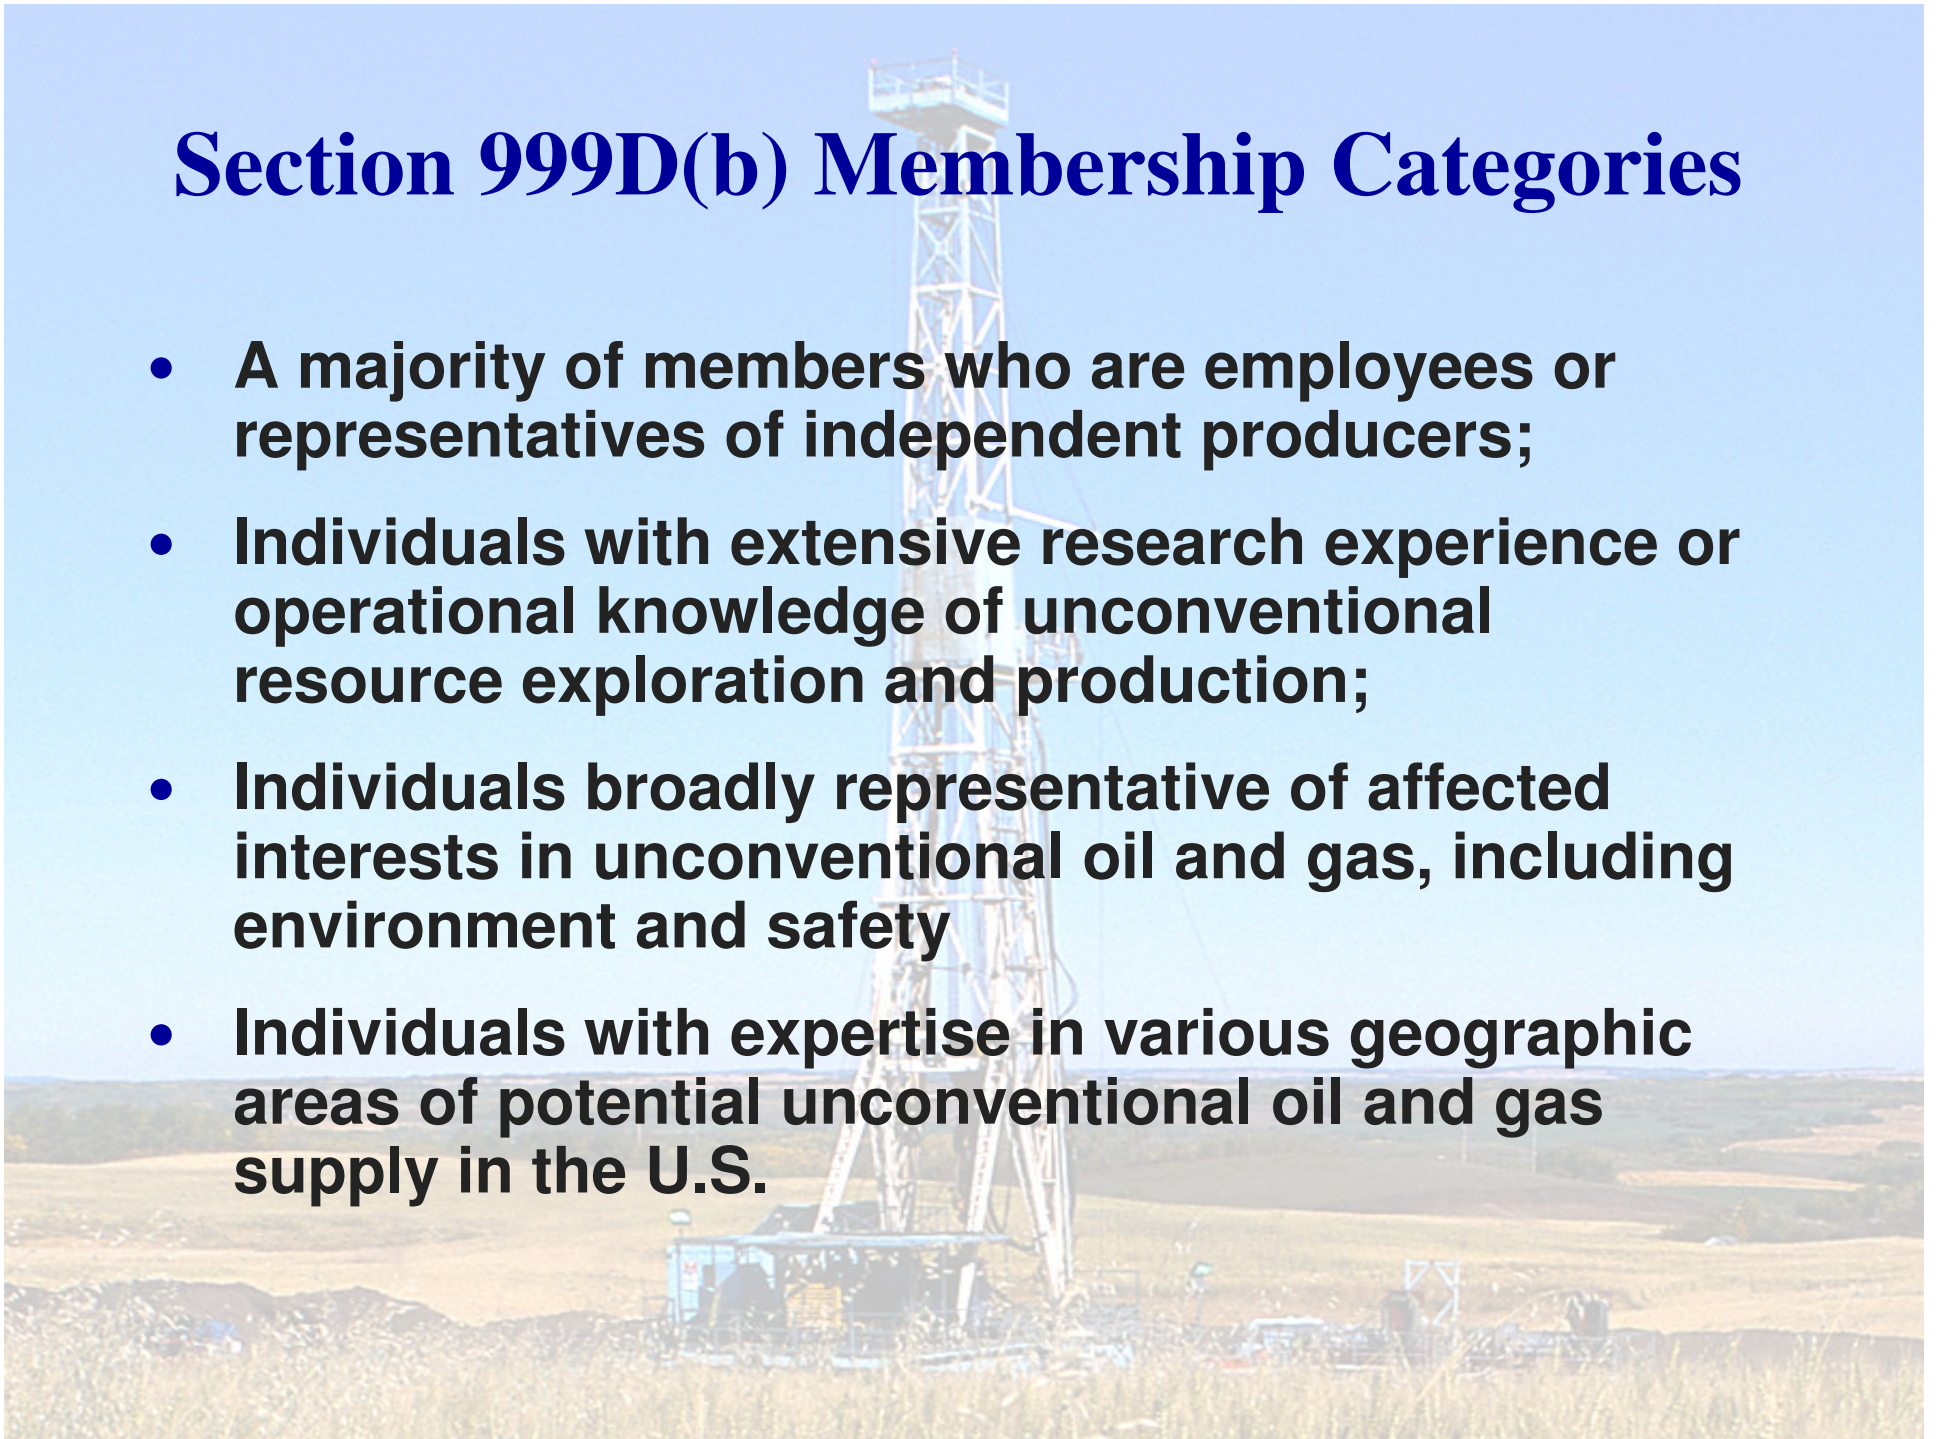 Section 999D(b) Membership Categories
• A majority of members who are employees or
representatives of independent producers;
• Individuals with extensive research experience or
operational knowledge of unconventional
resource exploration and production;
• Individuals broadly representative of affected
interests in unconventional oil and gas, including
environment and safety
• Individuals with expertise in various geographic
areas of potential unconventional oil and gas
supply in the U.S.